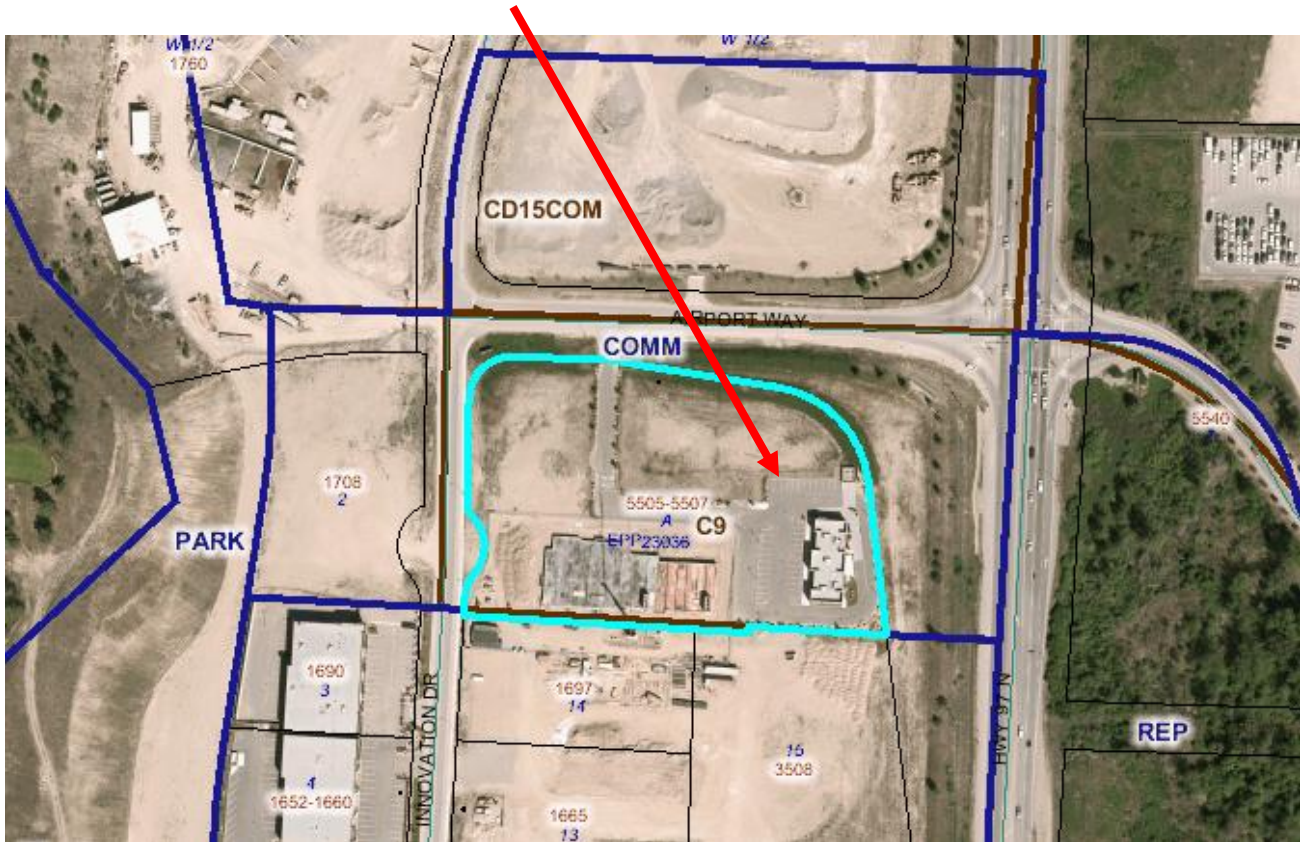 W 1/2
1760
W 1/2
CD15COM
AIRPORT WAY
COMM
5540
1708
2
5505-5507
A
C9
EPP23036
PARK
1690
3
1697
14
INNOVATION DR
HWY 97 N
REP
15
3508
4
1652-1660
1665
13